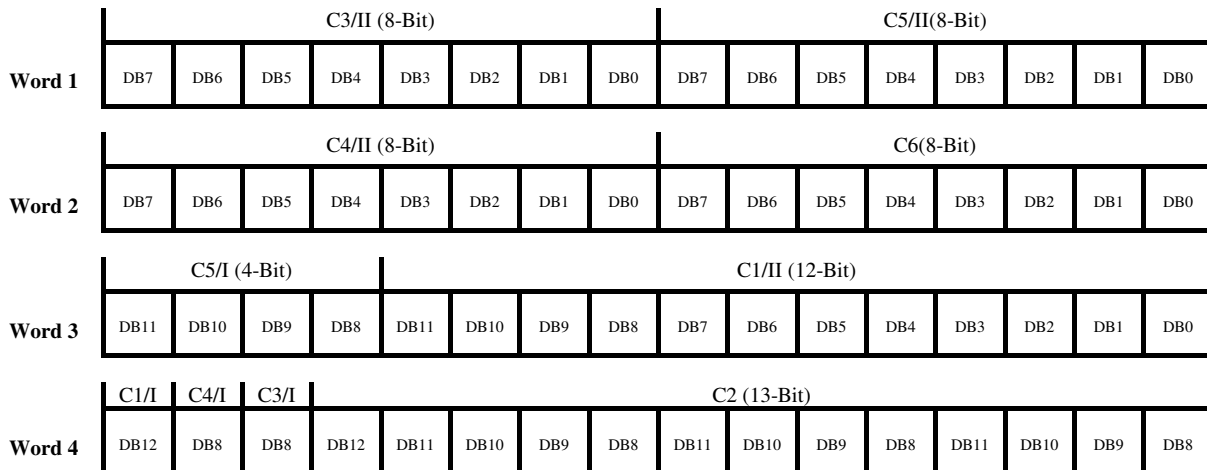 C3/II (8-Bit) C5/II(8-Bit)
Word 1 DB7 DB6 DB5 DB4 DB3 DB2 DB1 DB0 DB7 DB6 DB5 DB4 DB3 DB2 DB1 DB0
C4/II (8-Bit) C6(8-Bit)
Word 2 DB7 DB6 DB5 DB4 DB3 DB2 DB1 DB0 DB7 DB6 DB5 DB4 DB3 DB2 DB1 DB0
C5/I (4-Bit) C1/II (12-Bit)
Word 3 DB11 DB10 DB9 DB8 DB11 DB10 DB9 DB8 DB7 DB6 DB5 DB4 DB3 DB2 DB1 DB0
C1/I C4/I C3/I C2 (13-Bit)
Word 4 DB12 DB8 DB8 DB12 DB11 DB10 DB9 DB8 DB11 DB10 DB9 DB8 DB11 DB10 DB9 DB8